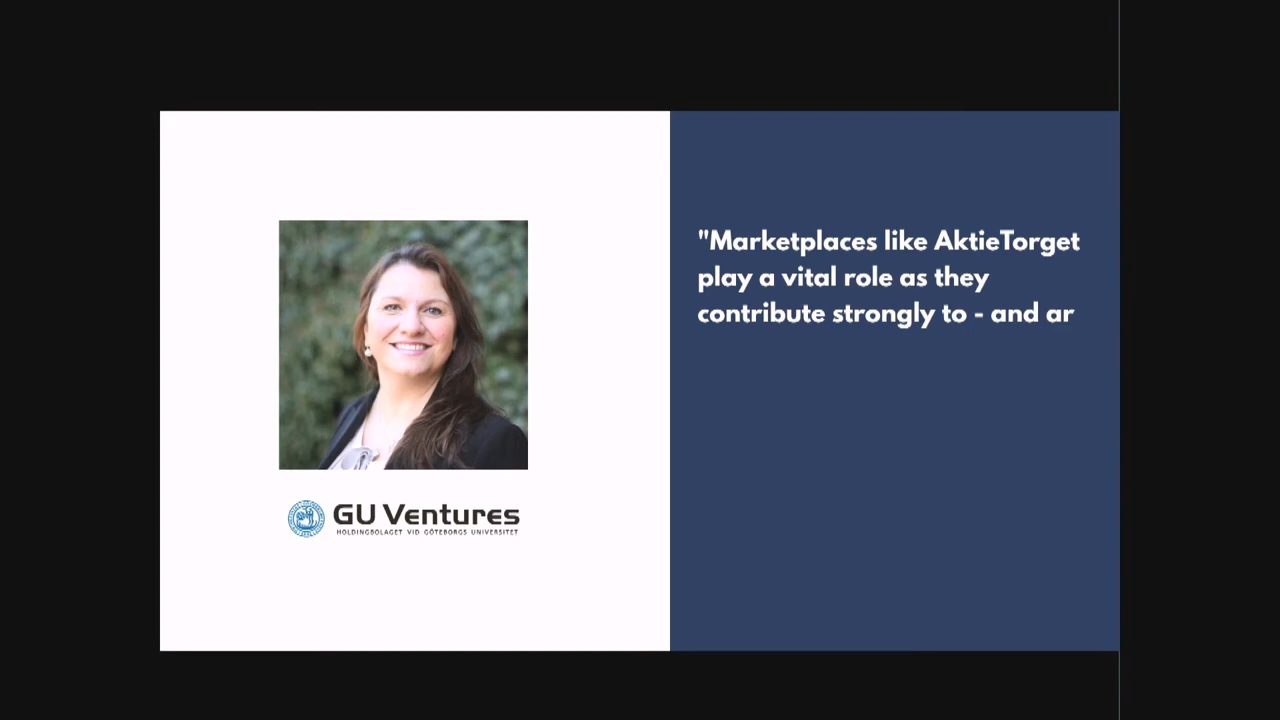 "Marketplaces like AktieTorget
play a vital role as they
contribute strongly to - and ar
GU Ventures
HOLDINGBOLAGET VID GÖTEBORGS UNIVERSITET